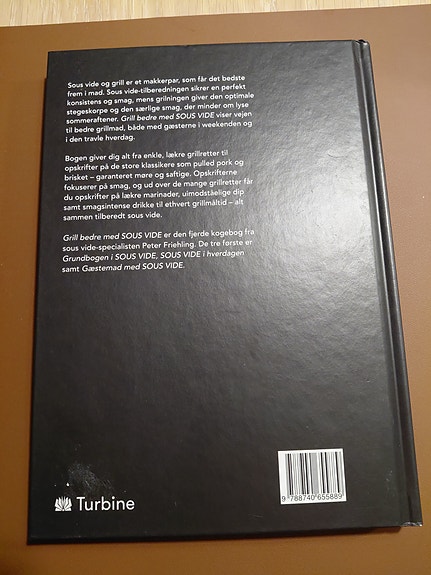 Sous vide og grill er et makkerpar, som får det bedste
frem i mad. Sous vide-tilberedningen sikrer en perfekt
konsistens og smag, mens grilningen giver den optimale
stegeskorpe og den særlige smag, der minder om lyse
sommeraftener. Grill bedre med SOUS VIDE viser vejen
til bedre grillmad, både med gæsterne i weekenden og
i den travle hverdag.
Bogen giver dig alt fra enkle, lækre grillretter til
opskrifter på de store klassikere som pulled pork og
brisket – garanteret møre og saftige. Opskrifterne
fokuserer på smag, og ud over de mange grillretter får
du opskrifter på lækre marinader, uimodståelige dip
samt smagsintense drikke til ethvert grillmåltid – alt
sammen tilberedt sous vide.
Grill bedre med SOUS VIDE er den fjerde kogebog fra
sous vide-specialisten Peter Friehling. De tre første er
Grundbogen i SOUS VIDE, SOUS VIDE i hverdagen
samt Gæstemad med SOUS VIDE.
Turbine
9 788740 655889